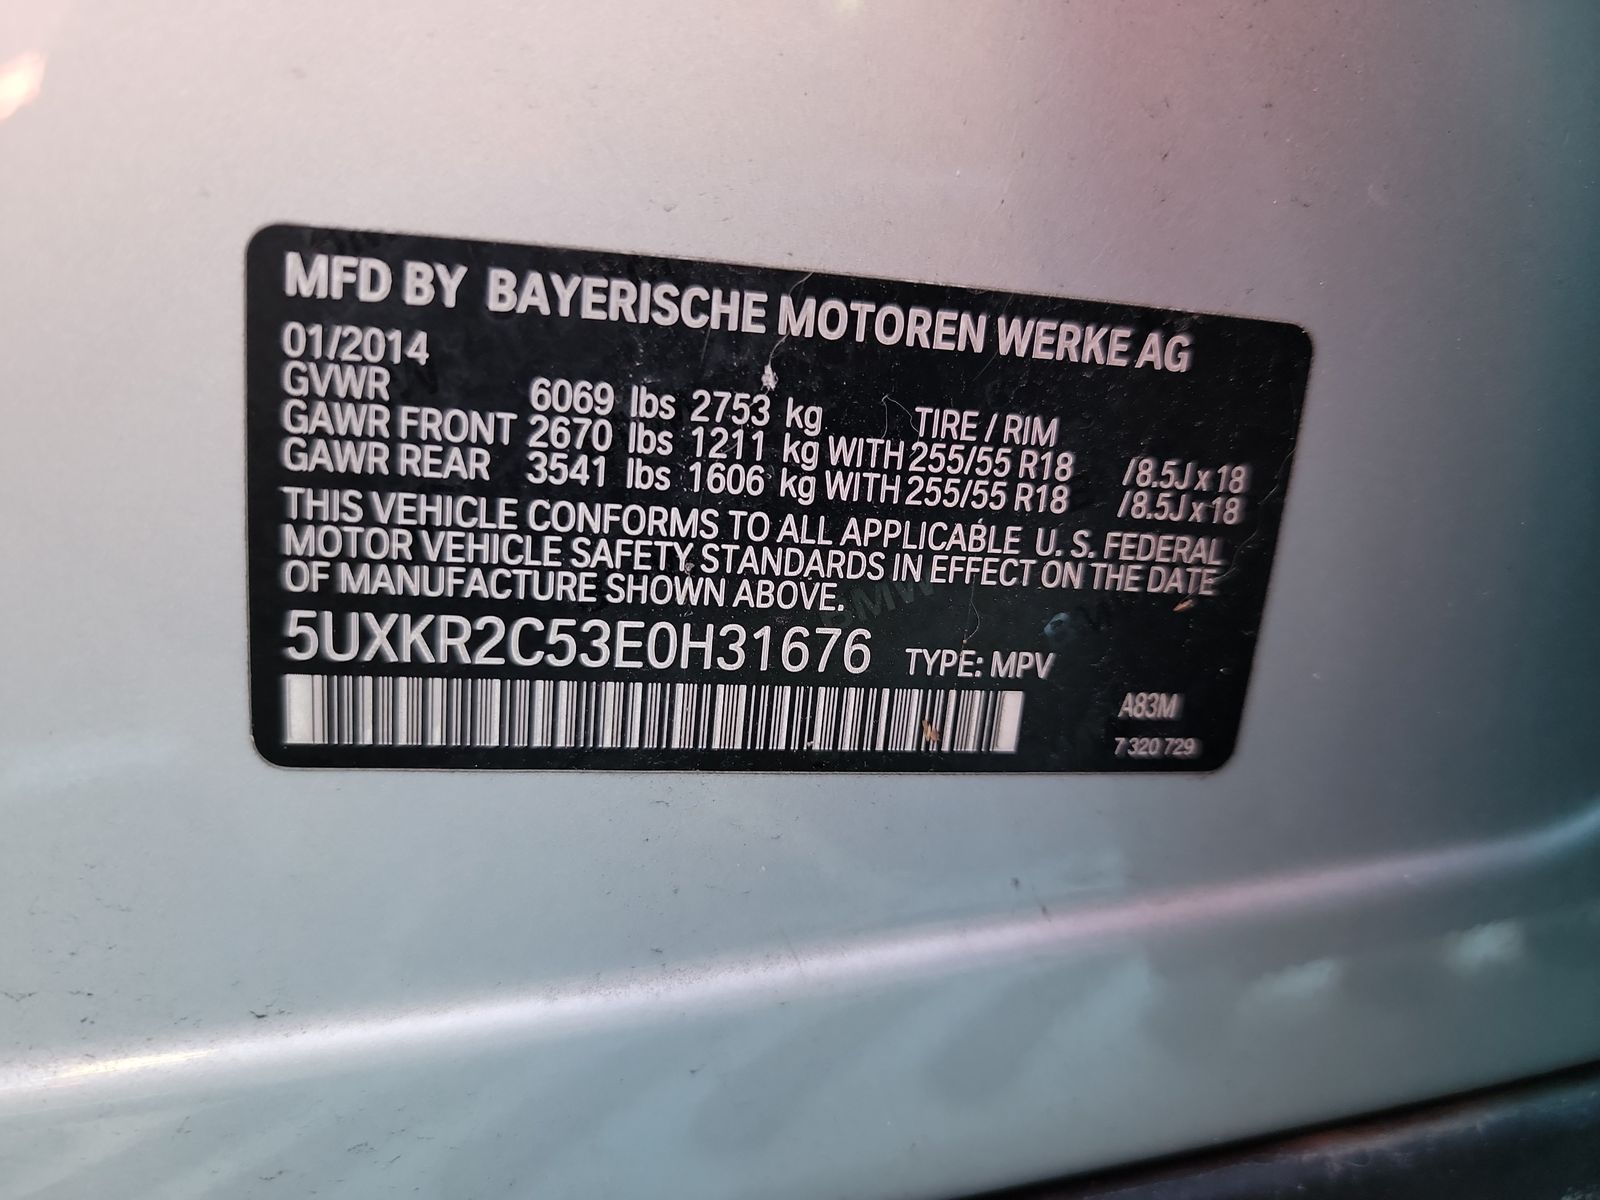 MFD BY BAYERISCHE MOTOREN WERKE AG
01/2014
GVWR 6069 lbs 2753 kg TIRE / RIM
GAWR FRONT 2670 lbs 1211 kg WITH 255/55 R18 /8.5J x 18
GAWR REAR 3541 lbs 1606 kg WITH 255/55 R18 /8.5J x 18
THIS VEHICLE CONFORMS TO ALL APPLICABLE U. S. FEDERAL
MOTOR VEHICLE SAFETY STANDARDS IN EFFECT ON THE DATE
OF MANUFACTURE SHOWN ABOVE.
5UXKR2C53E0H31676 TYPE: MPV
A83M
7 320 729
BMW